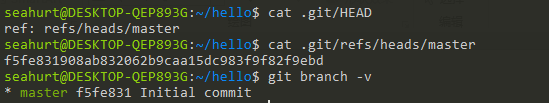 seahurt@DESKTOP-QEP893G:~/hello$ cat .git/HEAD
ref: refs/heads/master
seahurt@DESKTOP-QEP893G:~/hello$ cat .git/refs/heads/master
f5fe831908ab832062b9caa15dc983f9f82f9ebd
seahurt@DESKTOP-QEP893G:~/hello$ git branch -v
* master f5fe831 Initial commit